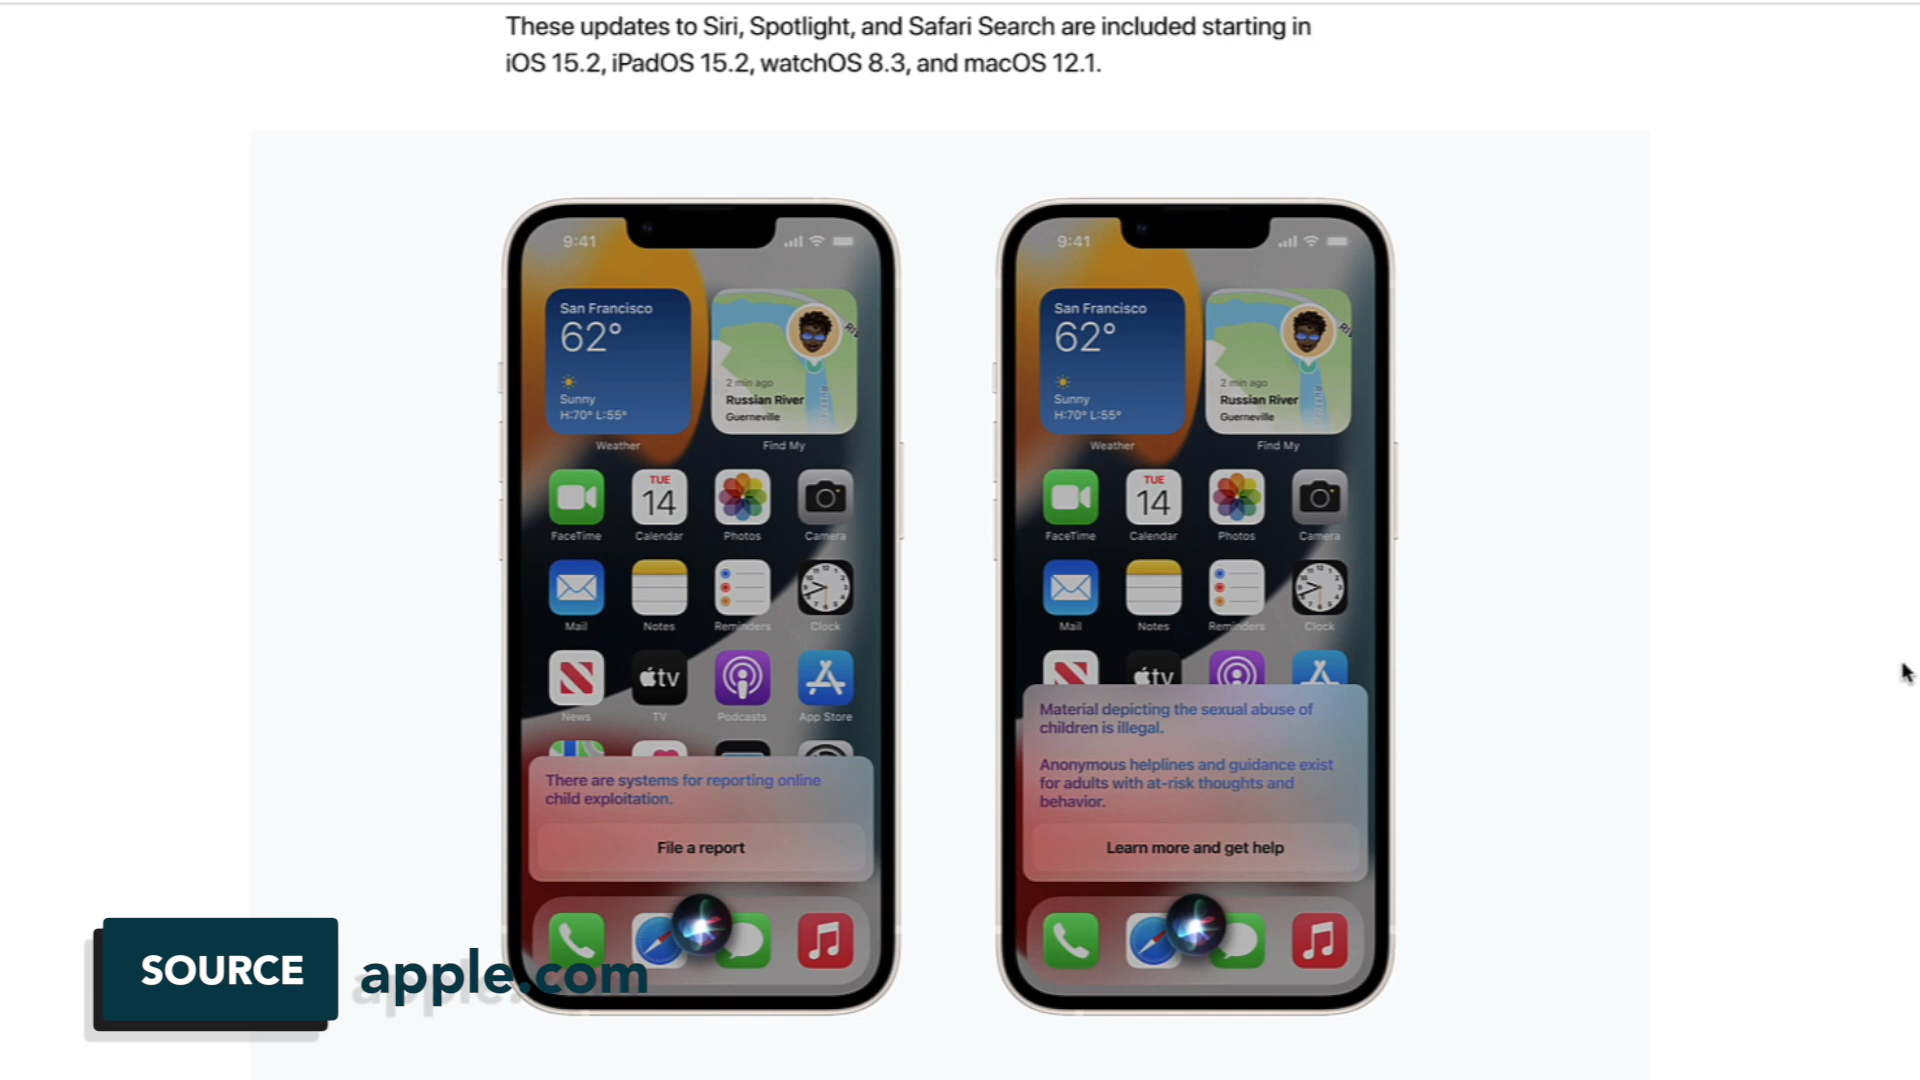 These updates to Siri, Spotlight, and Safari Search are included starting in
iOS 15.2, iPadOS 15.2, watchOS 8.3, and macOS 12.1.
9:41
San Francisco
62°
Sunny
H:70° L:55°
Weather
2 min ago
Russian River
Guerneville
Find My
FaceTime
TUE
14
Calendar
Photos
Camera
Mail
Notes
Reminders
Clock
News
tv
TV
Podcasts
App Store
There are systems for reporting online
child exploitation.
File a report
9:41
San Francisco
62°
Sunny
H:70° L:55°
Weather
2 min ago
Russian River
Guerneville
Find My
FaceTime
TUE
14
Calendar
Photos
Camera
Mail
Notes
Reminders
Clock
tv
Material depicting the sexual abuse of
children is illegal.
Anonymous helplines and guidance exist
for adults with at-risk thoughts and
behavior.
Learn more and get help
SOURCE
apple.com